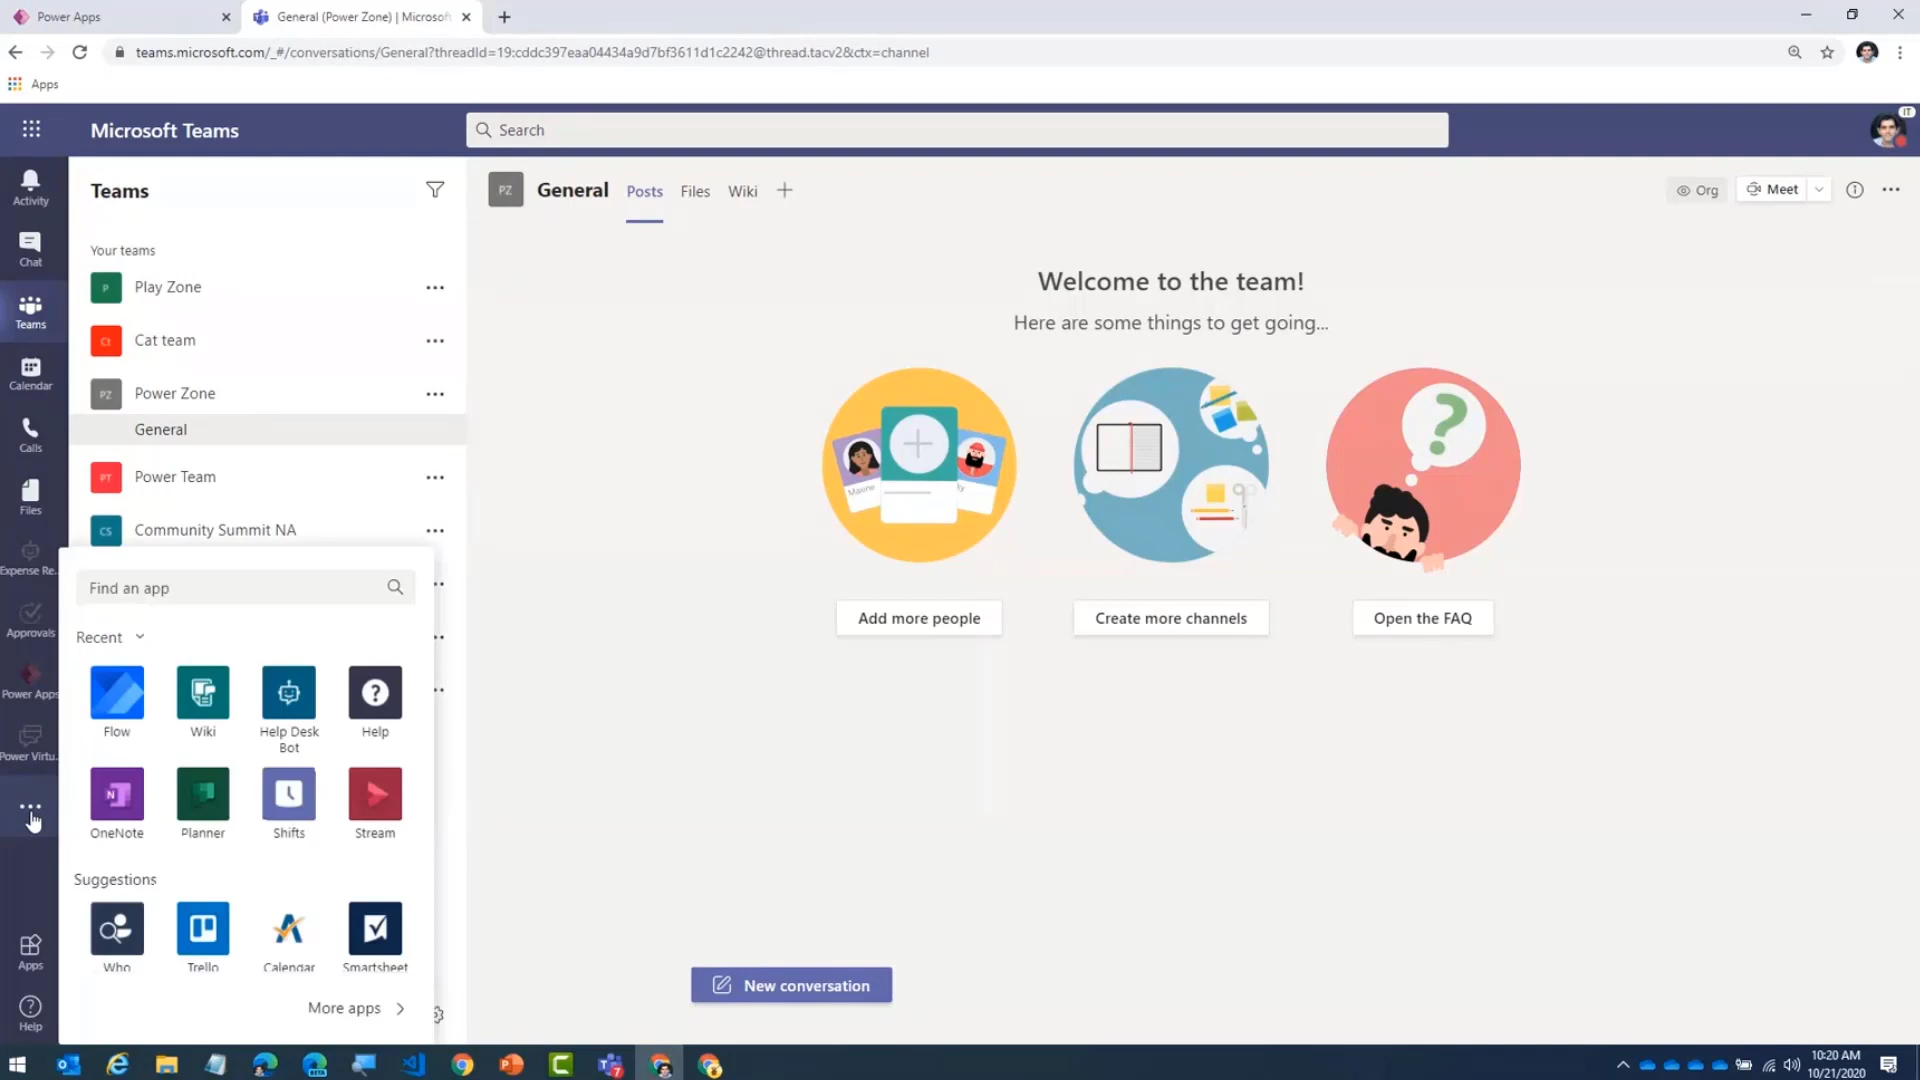 Power Apps
General (Power Zone) | Microsoft
teams.microsoft.com/_#/conversations/General?threadId=19:cddc397eaa04434a9d7bf3611d1c2242@thread.tacv2&ctx=channel
Apps
Microsoft Teams
Search
IT
Activity
Chat
Teams
Calendar
Calls
Files
Expense Re...
Approvals
Power Apps
Power Virtu...
Apps
Help
Teams
Your teams
P Play Zone
Ct Cat team
PZ Power Zone
General
PT Power Team
CS Community Summit NA
Find an app
Recent
Flow
Wiki
Help Desk
Bot
Help
OneNote
Planner
Shifts
Stream
Suggestions
Who
Trello
Calendar
Smartsheet
More apps
PZ General Posts Files Wiki
Org
Meet
Welcome to the team!
Here are some things to get going...
Maxine
Add more people
Create more channels
Open the FAQ
New conversation
10:20 AM
10/21/2020